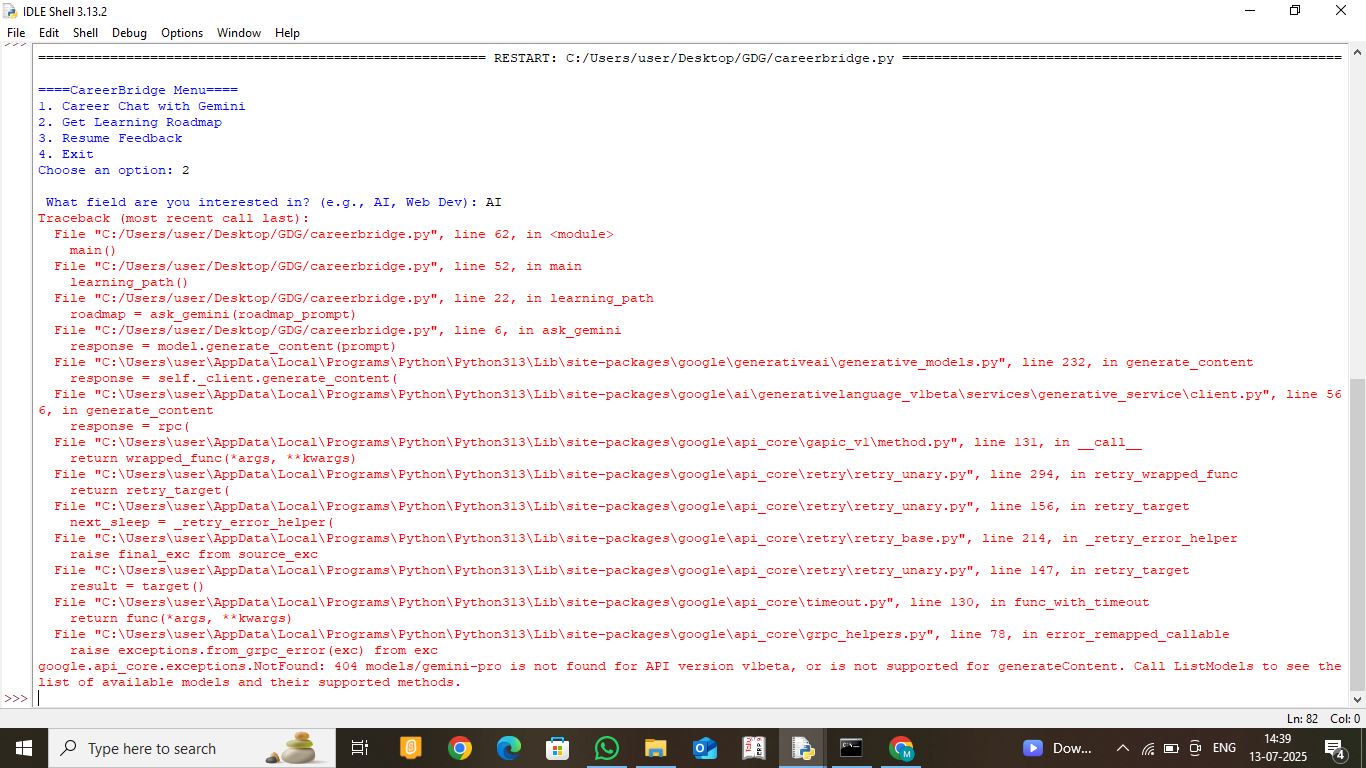 IDLE Shell 3.13.2
File Edit Shell Debug Options Window Help
>>>
======================================================== RESTART: C:/Users/user/Desktop/GDG/careerbridge.py =======================================================
====CareerBridge Menu====
1. Career Chat with Gemini
2. Get Learning Roadmap
3. Resume Feedback
4. Exit
Choose an option: 2
What field are you interested in? (e.g., AI, Web Dev): AI
Traceback (most recent call last):
File "C:/Users/user/Desktop/GDG/careerbridge.py", line 62, in <module>
main()
File "C:/Users/user/Desktop/GDG/careerbridge.py", line 52, in main
learning_path()
File "C:/Users/user/Desktop/GDG/careerbridge.py", line 22, in learning_path
roadmap = ask_gemini(roadmap_prompt)
File "C:/Users/user/Desktop/GDG/careerbridge.py", line 6, in ask_gemini
response = model.generate_content(prompt)
File "C:\Users\user\AppData\Local\Programs\Python\Python313\Lib\site-packages\google\generativeai\generative_models.py", line 232, in generate_content
response = self._client.generate_content(
File "C:\Users\user\AppData\Local\Programs\Python\Python313\Lib\site-packages\google\ai\generativelanguage_v1beta\services\generative_service\client.py", line 56
6, in generate_content
response = rpc(
File "C:\Users\user\AppData\Local\Programs\Python\Python313\Lib\site-packages\google\api_core\gapic_v1\method.py", line 131, in __call__
return wrapped_func(*args, **kwargs)
File "C:\Users\user\AppData\Local\Programs\Python\Python313\Lib\site-packages\google\api_core\retry\retry_unary.py", line 294, in retry_wrapped_func
return retry_target(
File "C:\Users\user\AppData\Local\Programs\Python\Python313\Lib\site-packages\google\api_core\retry\retry_unary.py", line 156, in retry_target
next_sleep = _retry_error_helper(
File "C:\Users\user\AppData\Local\Programs\Python\Python313\Lib\site-packages\google\api_core\retry\retry_base.py", line 214, in _retry_error_helper
raise final_exc from source_exc
File "C:\Users\user\AppData\Local\Programs\Python\Python313\Lib\site-packages\google\api_core\retry\retry_unary.py", line 147, in retry_target
result = target()
File "C:\Users\user\AppData\Local\Programs\Python\Python313\Lib\site-packages\google\api_core\timeout.py", line 130, in func_with_timeout
return func(*args, **kwargs)
File "C:\Users\user\AppData\Local\Programs\Python\Python313\Lib\site-packages\google\api_core\grpc_helpers.py", line 78, in error_remapped_callable
raise exceptions.from_grpc_error(exc) from exc
google.api_core.exceptions.NotFound: 404 models/gemini-pro is not found for API version v1beta, or is not supported for generateContent. Call ListModels to see the
list of available models and their supported methods.
>>>
Ln: 82 Col: 0
Type here to search
Dow...
ENG
14:39
13-07-2025
4